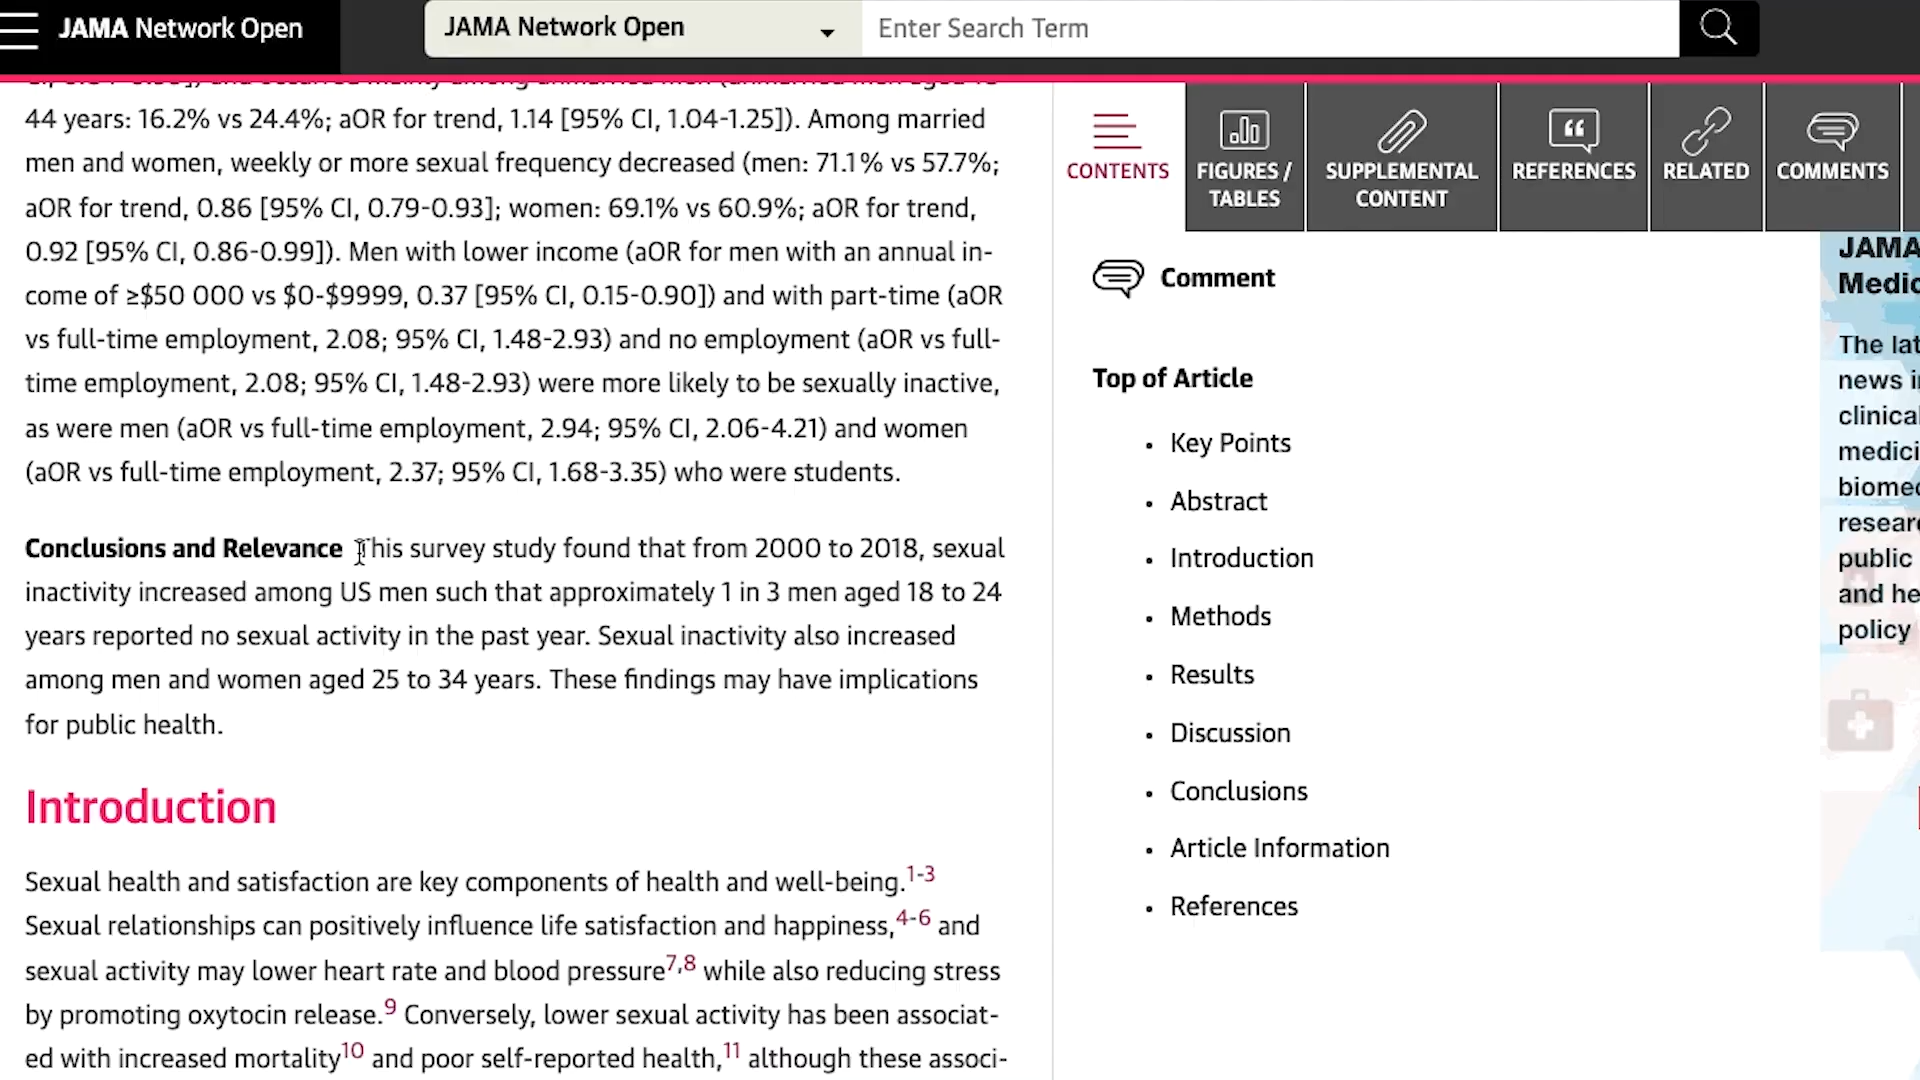 JAMA Network Open
JAMA Network Open
Enter Search Term
44 years: 16.2% vs 24.4%; aOR for trend, 1.14 [95% CI, 1.04-1.25]). Among married
men and women, weekly or more sexual frequency decreased (men: 71.1% vs 57.7%;
aOR for trend, 0.86 [95% CI, 0.79-0.93]; women: 69.1% vs 60.9%; aOR for trend,
0.92 [95% CI, 0.86-0.99]). Men with lower income (aOR for men with an annual in-
come of ≥$50 000 vs $0-$9999, 0.37 [95% CI, 0.15-0.90]) and with part-time (aOR
vs full-time employment, 2.08; 95% CI, 1.48-2.93) and no employment (aOR vs full-
time employment, 2.08; 95% CI, 1.48-2.93) were more likely to be sexually inactive,
as were men (aOR vs full-time employment, 2.94; 95% CI, 2.06-4.21) and women
(aOR vs full-time employment, 2.37; 95% CI, 1.68-3.35) who were students.
Conclusions and Relevance This survey study found that from 2000 to 2018, sexual
inactivity increased among US men such that approximately 1 in 3 men aged 18 to 24
years reported no sexual activity in the past year. Sexual inactivity also increased
among men and women aged 25 to 34 years. These findings may have implications
for public health.
Introduction
Sexual health and satisfaction are key components of health and well-being.1-3
Sexual relationships can positively influence life satisfaction and happiness,4-6 and
sexual activity may lower heart rate and blood pressure7,8 while also reducing stress
by promoting oxytocin release.9 Conversely, lower sexual activity has been associat-
ed with increased mortality10 and poor self-reported health,11 although these associ-
CONTENTS
FIGURES /
TABLES
SUPPLEMENTAL
CONTENT
REFERENCES
RELATED
COMMENTS
Comment
Top of Article
• Key Points
• Abstract
• Introduction
• Methods
• Results
• Discussion
• Conclusions
• Article Information
• References
JAMA
Medic
The lat
news i
clinical
medici
biomed
resear
public
and he
policy